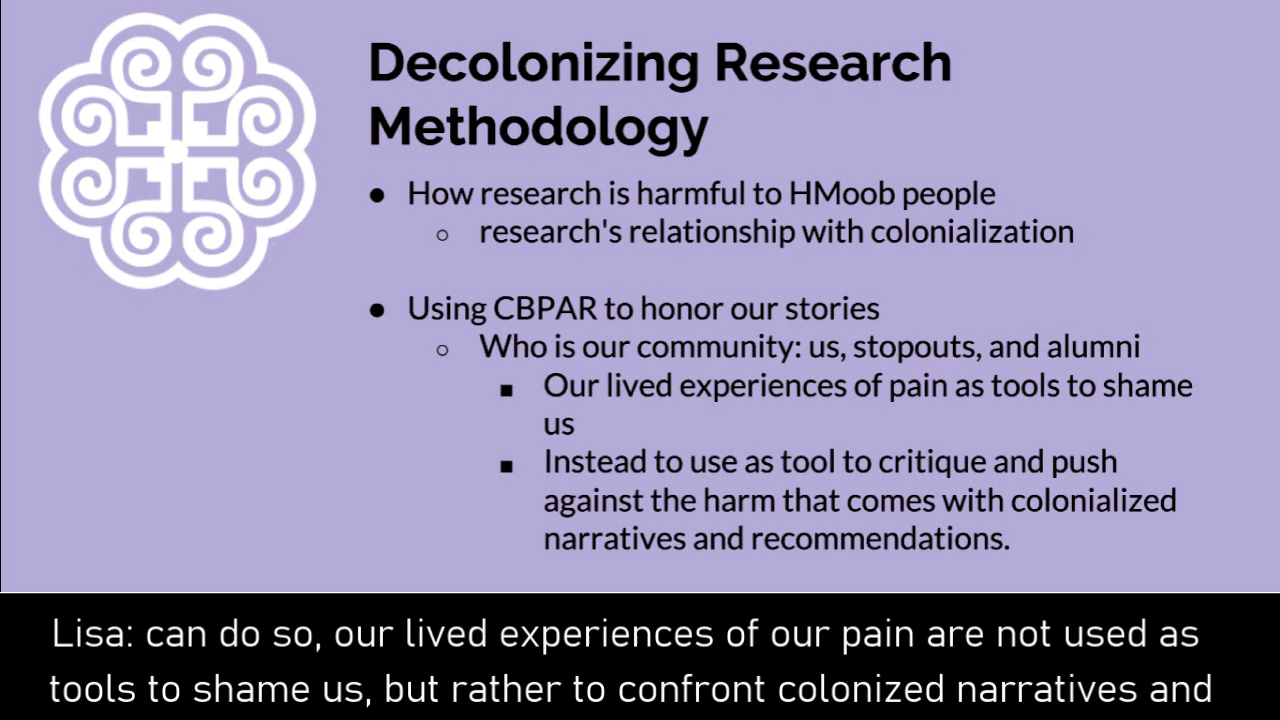 Decolonizing Research
Methodology
● How research is harmful to HMoob people
○ research's relationship with colonialization
● Using CBPAR to honor our stories
○ Who is our community: us, stopouts, and alumni
■ Our lived experiences of pain as tools to shame
us
■ Instead to use as tool to critique and push
against the harm that comes with colonialized
narratives and recommendations.
Lisa: can do so, our lived experiences of our pain are not used as
tools to shame us, but rather to confront colonized narratives and